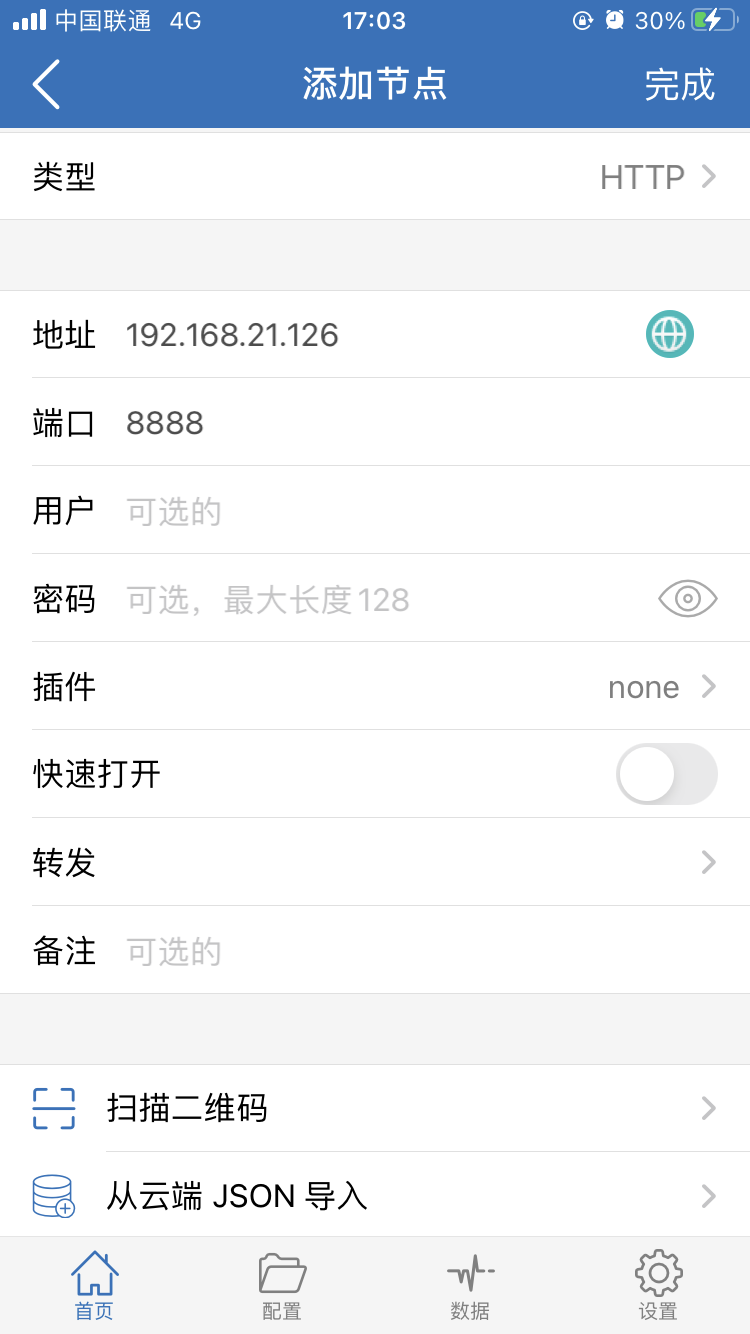 中国联通 4G 17:03 30%
添加节点 完成
类型 HTTP
地址 192.168.21.126
端口 8888
用户 可选的
密码 可选，最大长度128
插件 none
快速打开
转发
备注 可选的
扫描二维码
从云端 JSON 导入
首页 配置 数据 设置